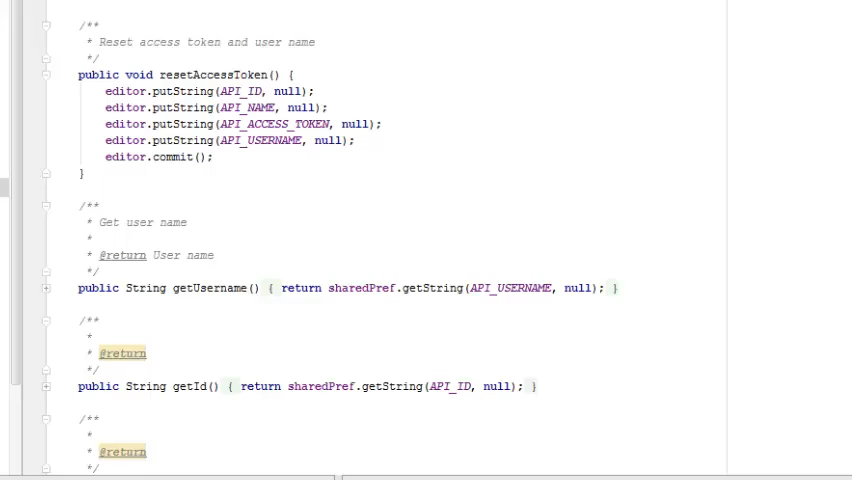 /**
* Reset access token and user name
*/
public void resetAccessToken() {
editor.putString(API_ID, null);
editor.putString(API_NAME, null);
editor.putString(API_ACCESS_TOKEN, null);
editor.putString(API_USERNAME, null);
editor.commit();
}
/**
* Get user name
*
* @return User name
*/
public String getUsername() { return sharedPref.getString(API_USERNAME, null); }
/**
*
* @return
*/
public String getId() { return sharedPref.getString(API_ID, null); }
/**
*
* @return
*/